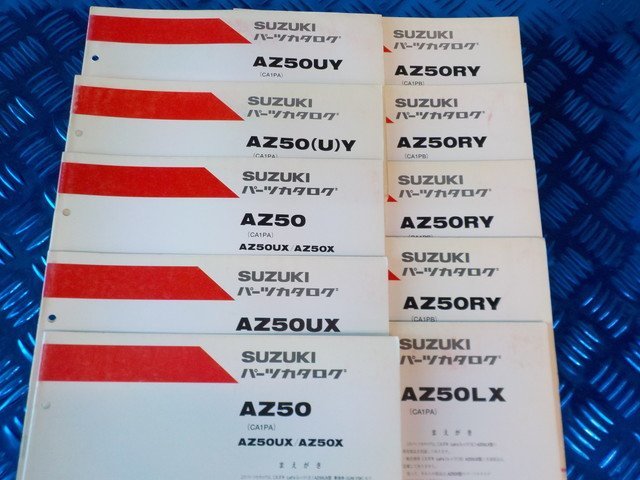 SUZUKI
パーツカタログ
AZ50UY
(CA1PA)
SUZUKI
パーツカタログ
AZ50(U)Y
(CA1PA)
SUZUKI
パーツカタログ
AZ50
(CA1PA)
AZ50UX/AZ50X
SUZUKI
パーツカタログ
AZ50UX
SUZUKI
パーツカタログ
AZ50
(CA1PA)
AZ50UX/AZ50X
まえがき
SUZUKI
パーツカタログ
AZ50RY
(CA1PB)
SUZUKI
パーツカタログ
AZ50RY
(CA1PB)
SUZUKI
パーツカタログ
AZ50RY
SUZUKI
パーツカタログ
AZ50RY
(CA1PB)
SUZUKI
パーツカタログ
AZ50LX
(CA1PA)
まえがき